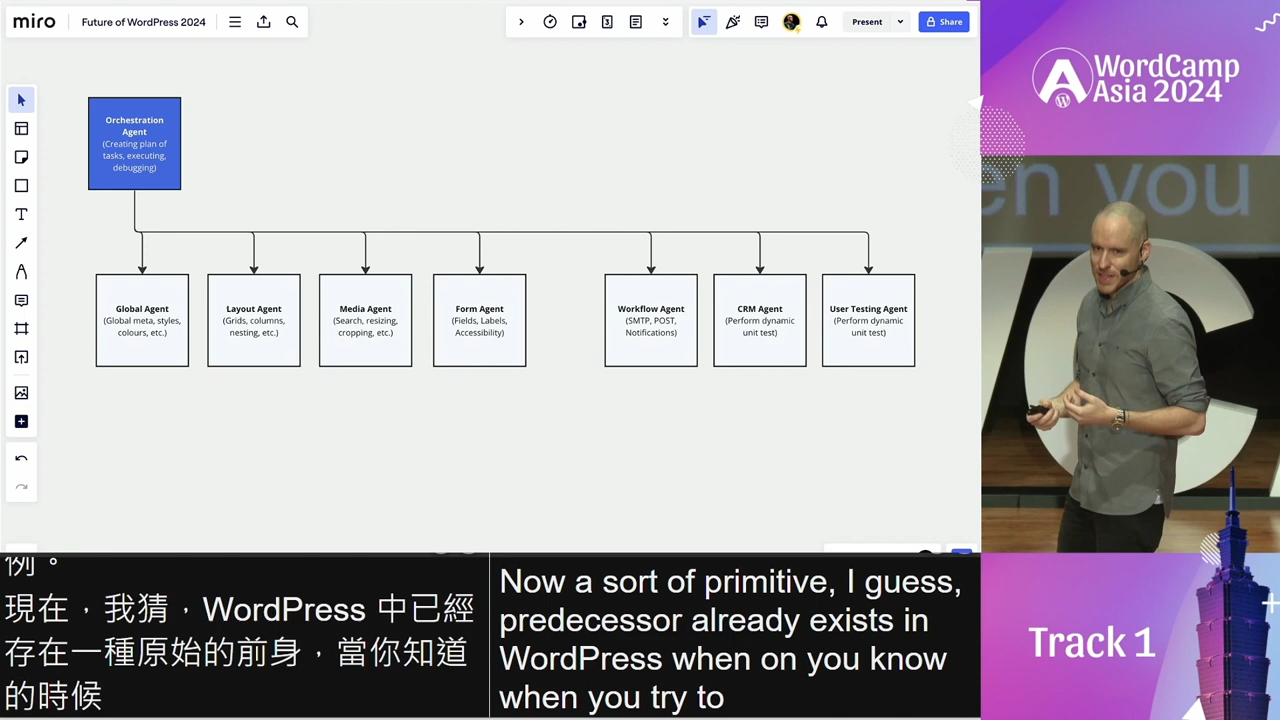 miro
Future of WordPress 2024
Present
Share
Orchestration
Agent
(Creating plan of
tasks, executing,
debugging)
Global Agent
(Global meta, styles,
colours, etc.)
Layout Agent
(Grids, columns,
nesting, etc.)
Media Agent
(Search, resizing,
cropping, etc.)
Form Agent
(Fields, Labels,
Accessibility)
Workflow Agent
(SMTP, POST,
Notifications)
CRM Agent
(Perform dynamic
unit test)
User Testing Agent
(Perform dynamic
unit test)
WordCamp
Asia 2024
en you
例。
現在，我猜，WordPress 中已經
存在一種原始的前身，當你知道
的時候
Now a sort of primitive, I guess,
predecessor already exists in
WordPress when on you know
when you try to
Track 1